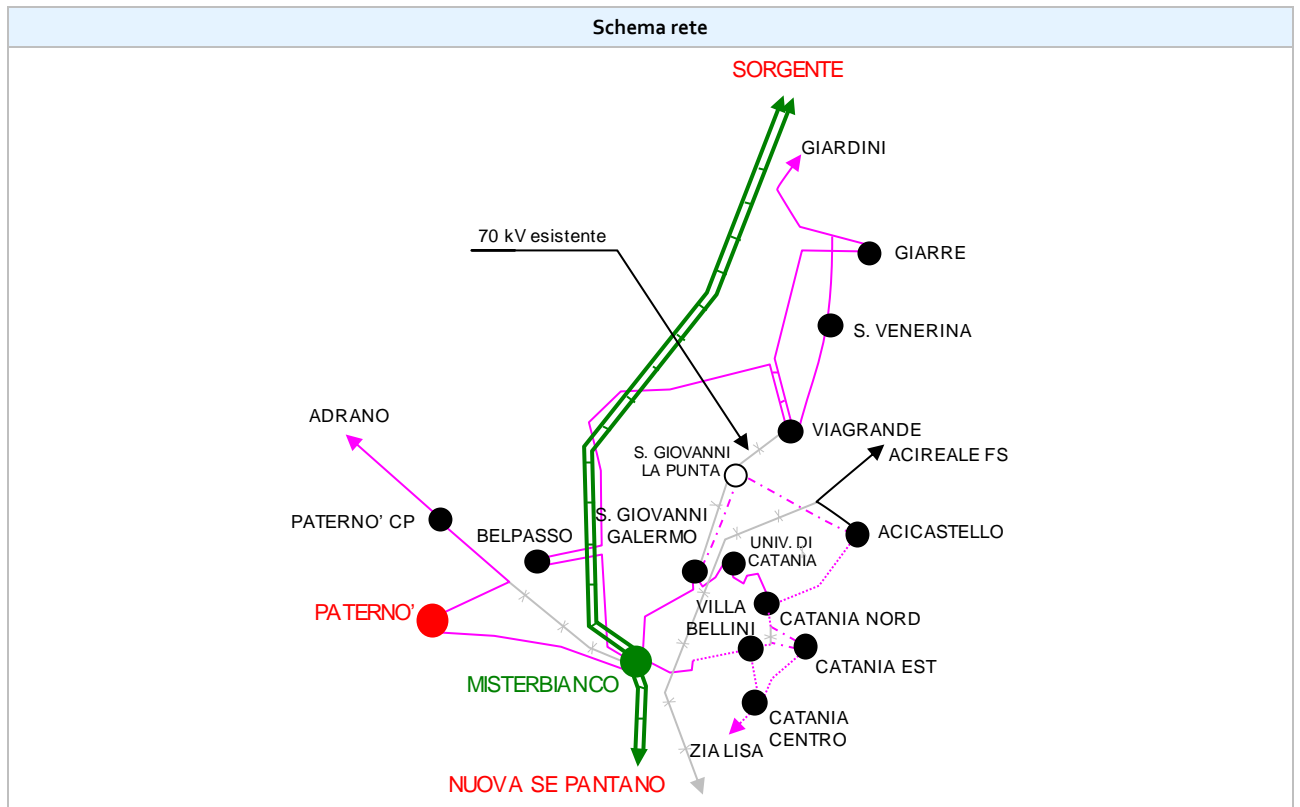 Schema rete
SORGENTE
GIARDINI
70 kV esistente
GIARRE
S. VENERINA
ADRANO
VIAGRANDE
S. GIOVANNI
LA PUNTA
ACIREALE FS
PATERNO' CP
BELPASSO
S. GIOVANNI
GALERMO
UNIV. DI
CATANIA
ACICASTELLO
PATERNO'
VILLA
BELLINI
CATANIA NORD
CATANIA EST
MISTERBIANCO
CATANIA
CENTRO
ZIA LISA
NUOVA SE PANTANO